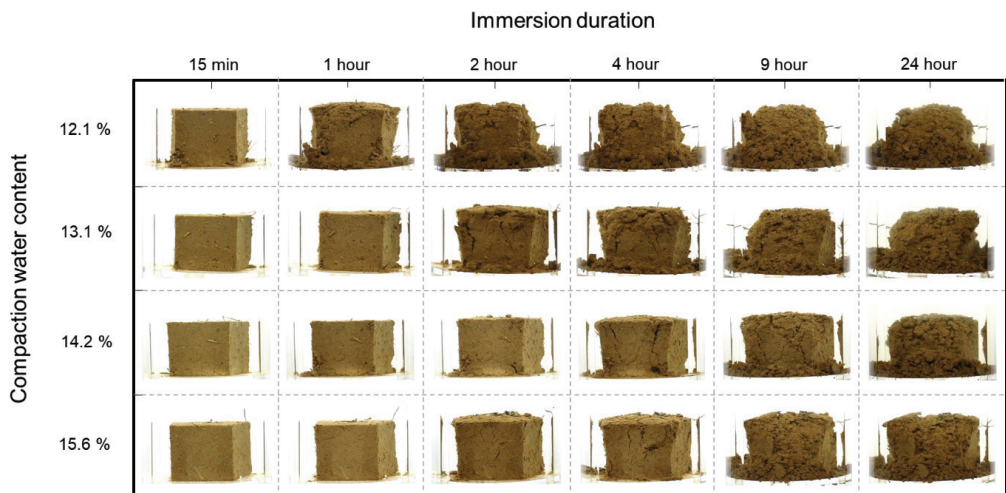 Immersion duration
15 min
1 hour
2 hour
4 hour
9 hour
24 hour
Compaction water content
12.1 %
13.1 %
14.2 %
15.6 %